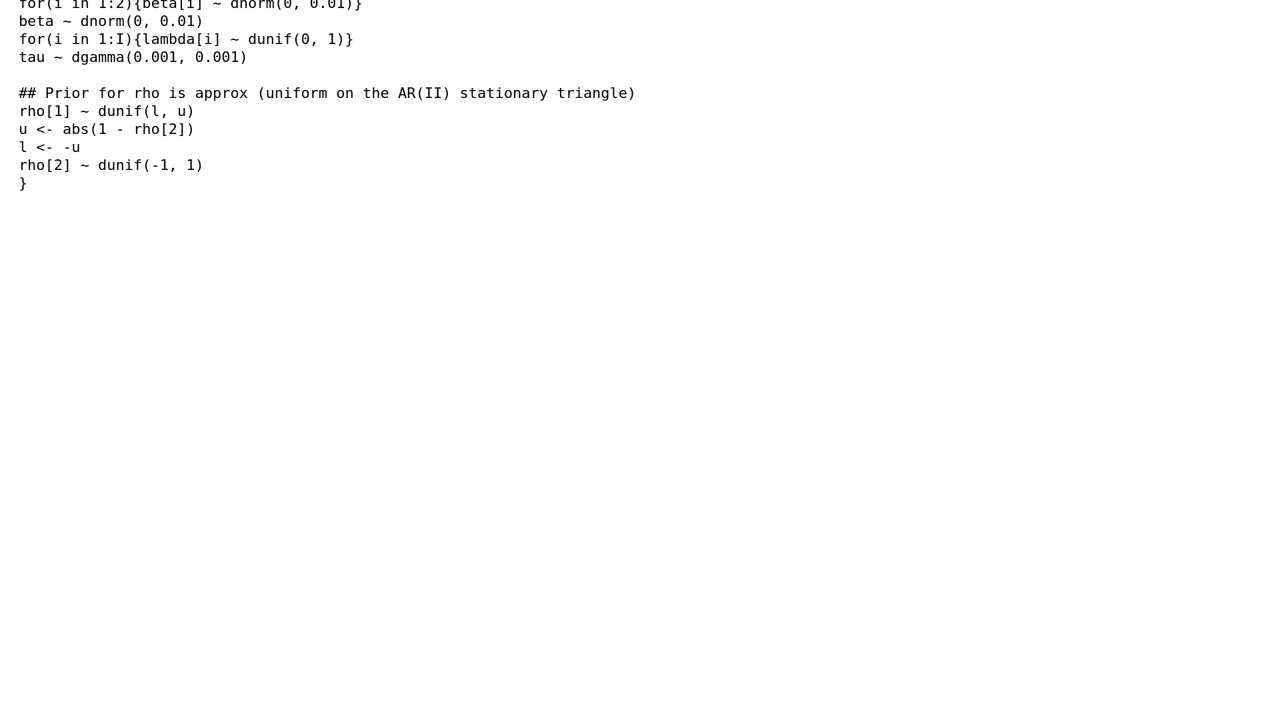 for(i in 1:2){beta[i] ~ dnorm(0, 0.01)}
beta ~ dnorm(0, 0.01)
for(i in 1:I){lambda[i] ~ dunif(0, 1)}
tau ~ dgamma(0.001, 0.001)
## Prior for rho is approx (uniform on the AR(II) stationary triangle)
rho[1] ~ dunif(l, u)
u <- abs(1 - rho[2])
l <- -u
rho[2] ~ dunif(-1, 1)
}